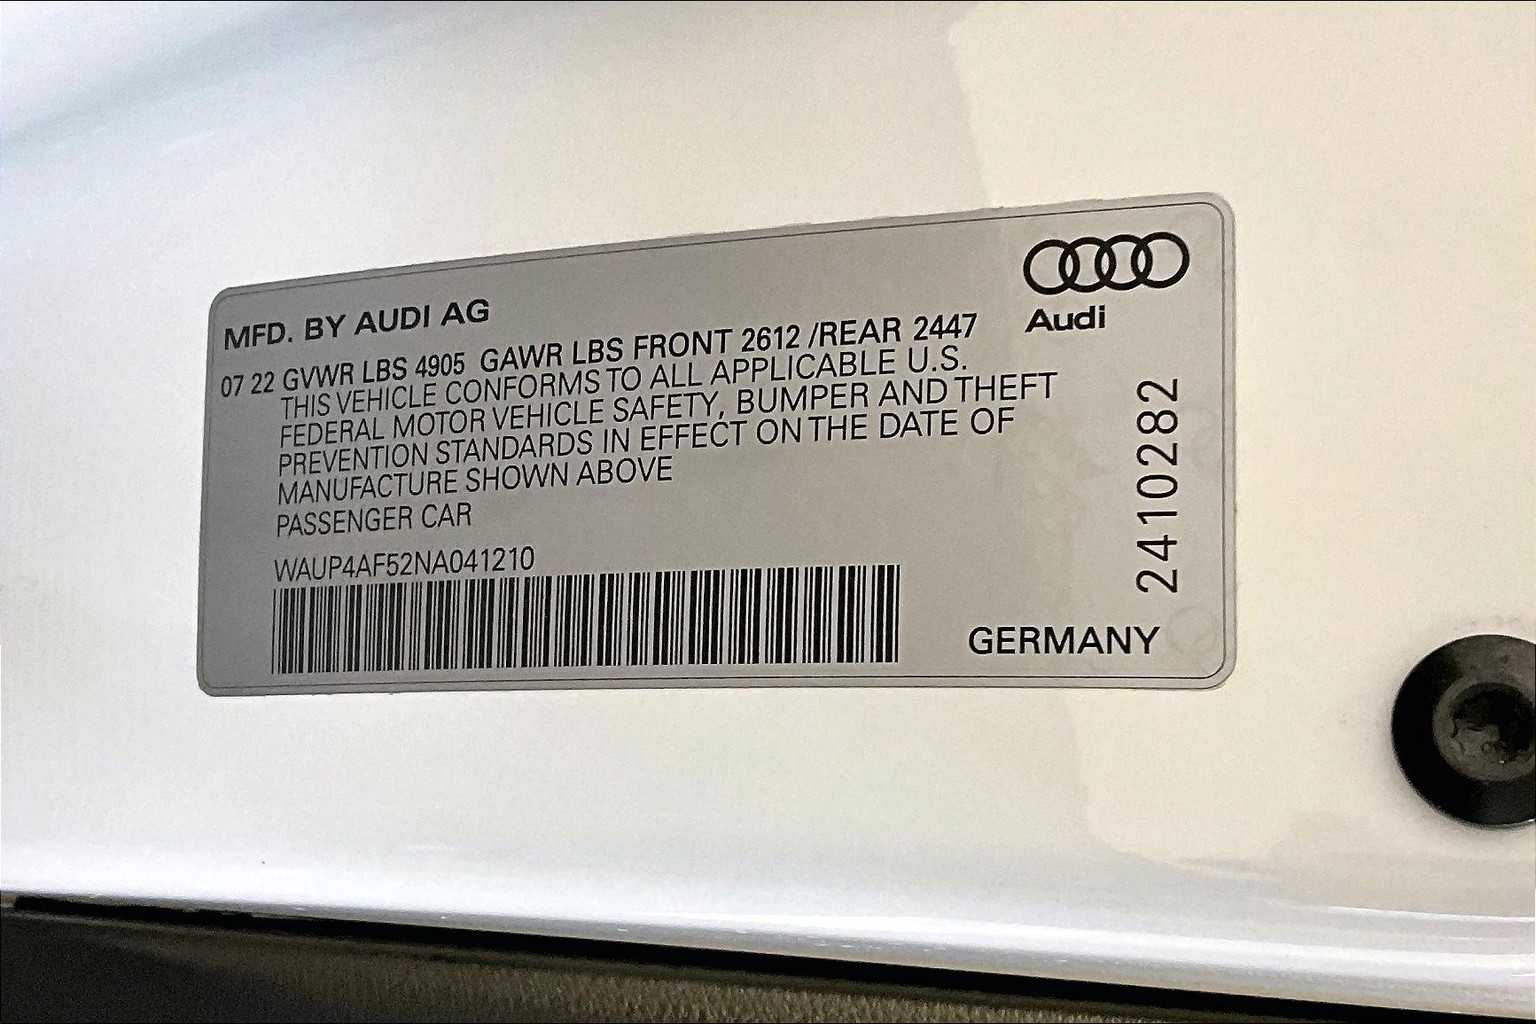 MFD. BY AUDI AG
Audi
07 22 GVWR LBS 4905 GAWR LBS FRONT 2612 /REAR 2447
THIS VEHICLE CONFORMS TO ALL APPLICABLE U.S.
FEDERAL MOTOR VEHICLE SAFETY, BUMPER AND THEFT
PREVENTION STANDARDS IN EFFECT ON THE DATE OF
MANUFACTURE SHOWN ABOVE
PASSENGER CAR
WAUP4AF52NA041210
2410282
GERMANY